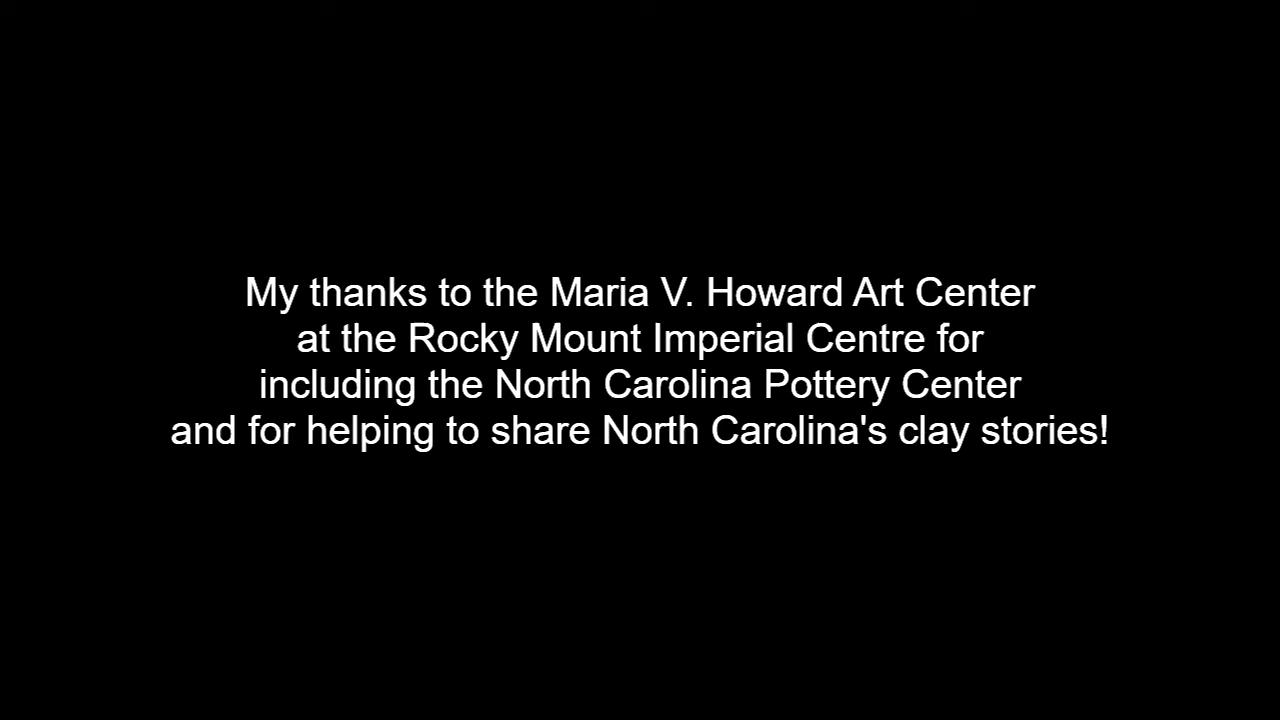 My thanks to the Maria V. Howard Art Center
at the Rocky Mount Imperial Centre for
including the North Carolina Pottery Center
and for helping to share North Carolina's clay stories!